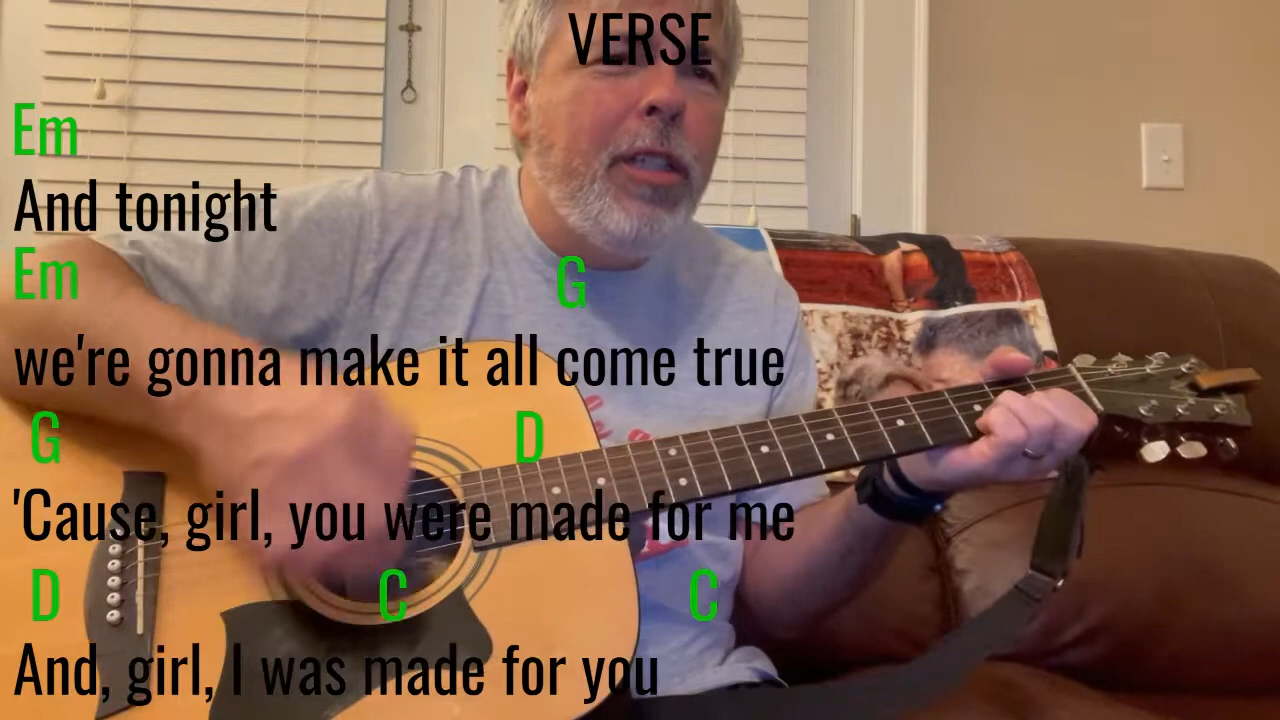 VERSE
Em
And tonight
Em G
we're gonna make it all come true
G D
'Cause, girl, you were made for me
D C C
And, girl, I was made for you